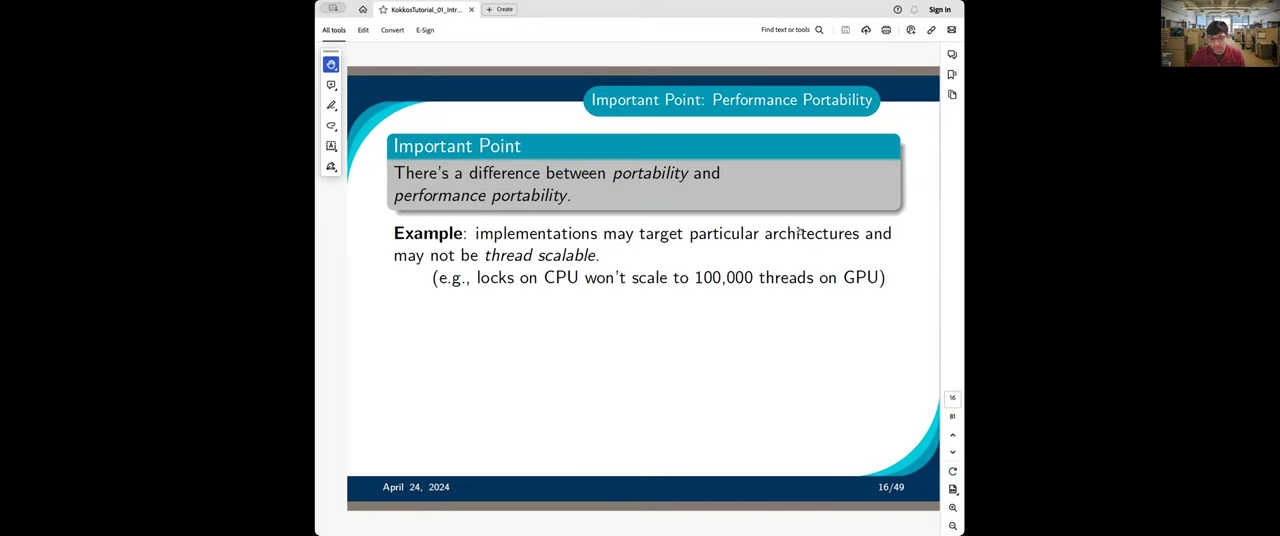 KokkosTutorial_01_Intr...
Create
Sign in
All tools
Edit
Convert
E-Sign
Find text or tools
Important Point: Performance Portability
Important Point
There's a difference between portability and
performance portability.
Example: implementations may target particular architectures and
may not be thread scalable.
(e.g., locks on CPU won't scale to 100,000 threads on GPU)
16
81
April 24, 2024
16/49